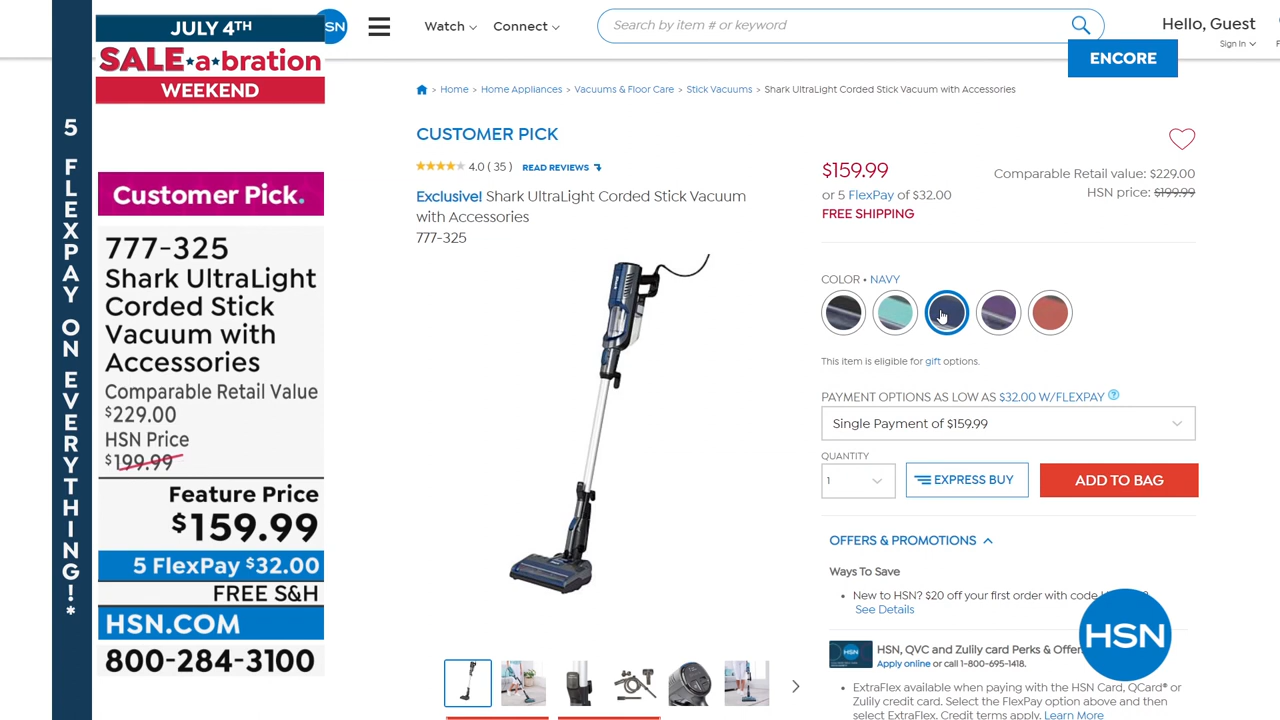 JULY 4TH
SALE★a★bration
WEEKEND
5 FLEXPAY ON EVERYTHING!*
Customer Pick.
777-325
Shark UltraLight
Corded Stick
Vacuum with
Accessories
Comparable Retail Value
$229.00
HSN Price
$199.99
Feature Price
$159.99
5 FlexPay $32.00
FREE S&H
HSN.COM
800-284-3100
SN
Watch
Connect
Search by item # or keyword
Hello, Guest
Sign In
ENCORE
Home > Home Appliances > Vacuums & Floor Care > Stick Vacuums > Shark UltraLight Corded Stick Vacuum with Accessories
CUSTOMER PICK
4.0 ( 35 ) READ REVIEWS
Exclusive! Shark UltraLight Corded Stick Vacuum
with Accessories
777-325
$159.99
Comparable Retail value: $229.00
or 5 FlexPay of $32.00
HSN price: $199.99
FREE SHIPPING
COLOR • NAVY
This item is eligible for gift options.
PAYMENT OPTIONS AS LOW AS $32.00 W/FLEXPAY ?
Single Payment of $159.99
QUANTITY
1
EXPRESS BUY
ADD TO BAG
OFFERS & PROMOTIONS
Ways To Save
• New to HSN? $20 off your first order with code
See Details
HSN, QVC and Zulily card Perks & Offer
Apply online or call 1-800-695-1418.
HSN
• ExtraFlex available when paying with the HSN Card, QCard® or
Zulily credit card. Select the FlexPay option above and then
select ExtraFlex. Credit terms apply. Learn More